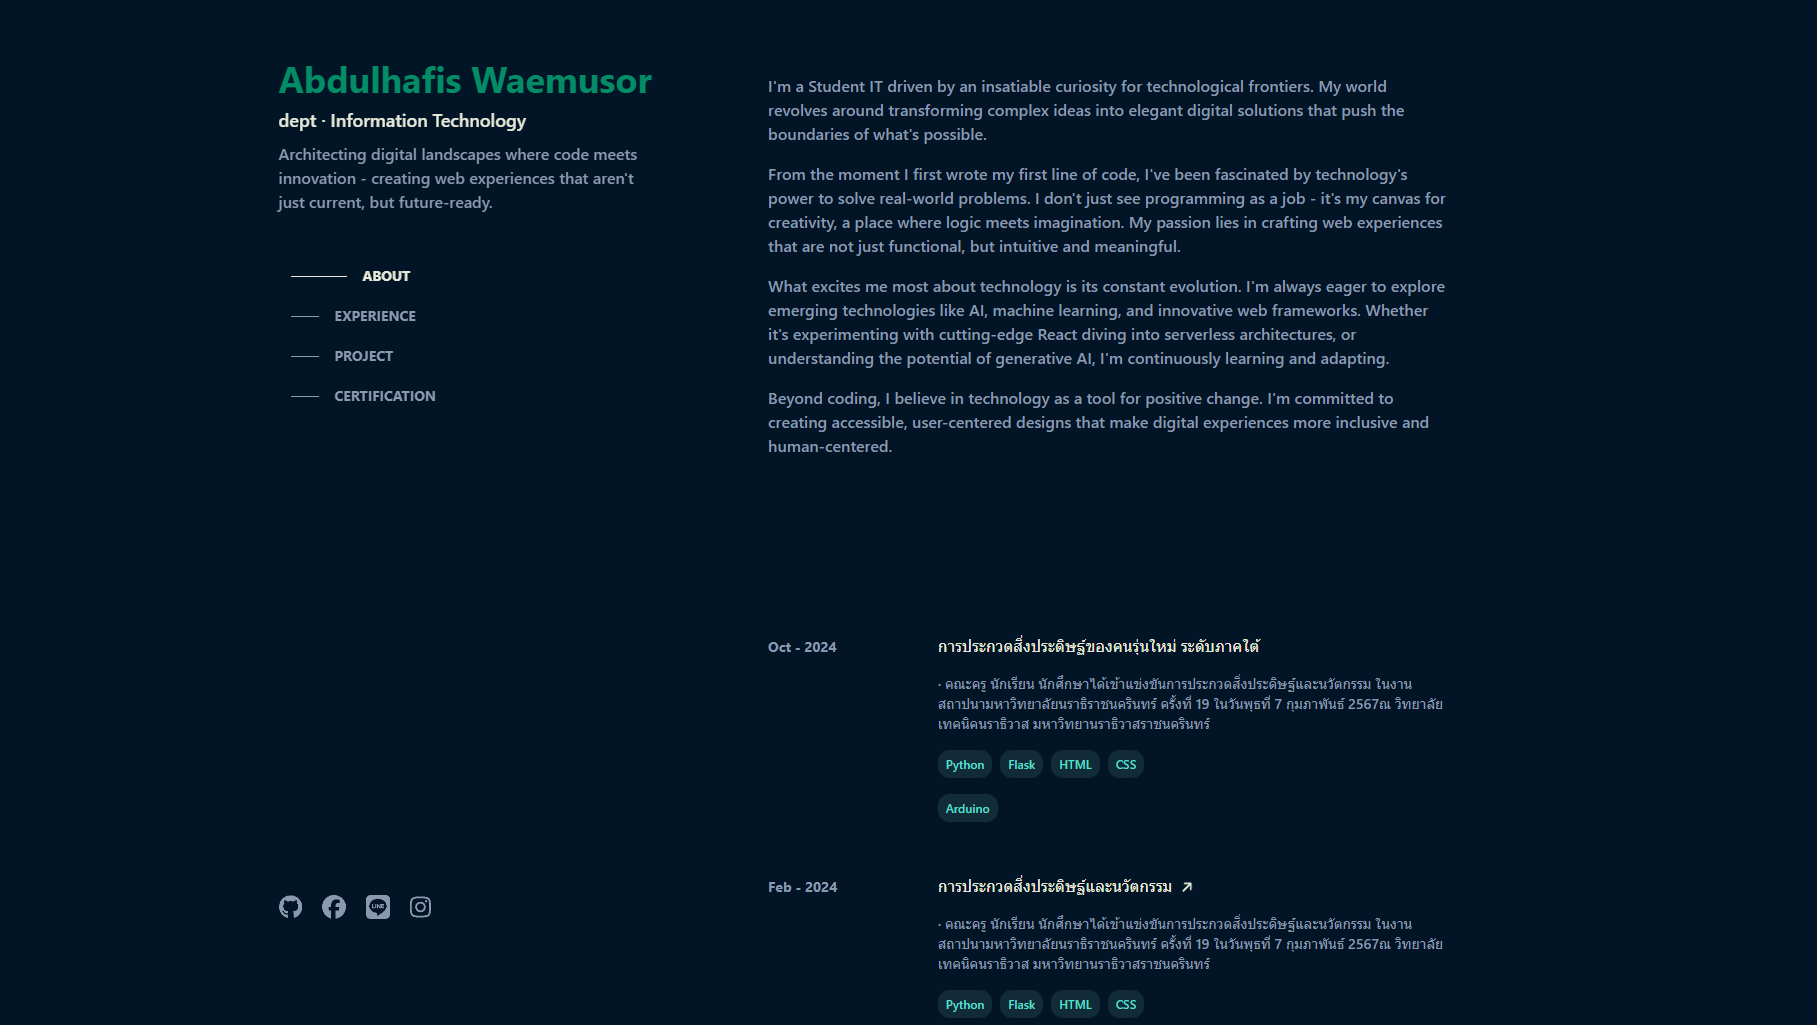 Abdulhafis Waemusor
dept · Information Technology
Architecting digital landscapes where code meets
innovation - creating web experiences that aren't
just current, but future-ready.
ABOUT
EXPERIENCE
PROJECT
CERTIFICATION
I'm a Student IT driven by an insatiable curiosity for technological frontiers. My world
revolves around transforming complex ideas into elegant digital solutions that push the
boundaries of what's possible.
From the moment I first wrote my first line of code, I've been fascinated by technology's
power to solve real-world problems. I don't just see programming as a job - it's my canvas for
creativity, a place where logic meets imagination. My passion lies in crafting web experiences
that are not just functional, but intuitive and meaningful.
What excites me most about technology is its constant evolution. I'm always eager to explore
emerging technologies like AI, machine learning, and innovative web frameworks. Whether
it's experimenting with cutting-edge React diving into serverless architectures, or
understanding the potential of generative AI, I'm continuously learning and adapting.
Beyond coding, I believe in technology as a tool for positive change. I'm committed to
creating accessible, user-centered designs that make digital experiences more inclusive and
human-centered.
Oct - 2024
การประกวดสิ่งประดิษฐ์ของคนรุ่นใหม่ ระดับภาคใต้
· คณะครู นักเรียน นักศึกษาได้เข้าแข่งขันการประกวดสิ่งประดิษฐ์และนวัตกรรม ในงาน
สถาปนามหาวิทยาลัยนราธิราชนครินทร์ ครั้งที่ 19 ในวันพุธที่ 7 กุมภาพันธ์ 2567ณ วิทยาลัย
เทคนิคนราธิวาส มหาวิทยานราธิวาสราชนครินทร์
Python Flask HTML CSS
Arduino
Feb - 2024
การประกวดสิ่งประดิษฐ์และนวัตกรรม
· คณะครู นักเรียน นักศึกษาได้เข้าแข่งขันการประกวดสิ่งประดิษฐ์และนวัตกรรม ในงาน
สถาปนามหาวิทยาลัยนราธิราชนครินทร์ ครั้งที่ 19 ในวันพุธที่ 7 กุมภาพันธ์ 2567ณ วิทยาลัย
เทคนิคนราธิวาส มหาวิทยานราธิวาสราชนครินทร์
Python Flask HTML CSS
LINE